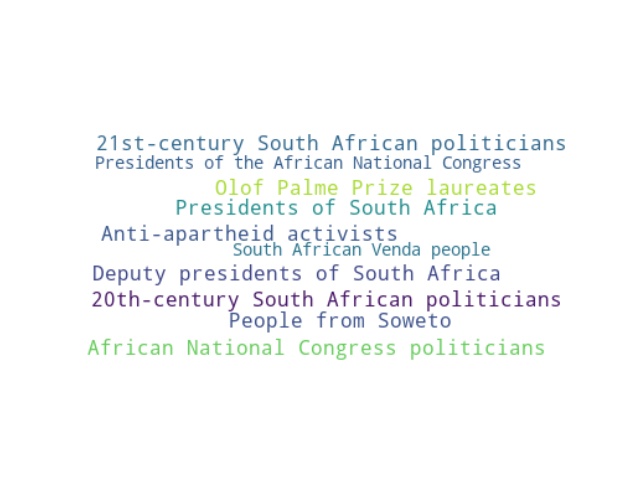 21st-century South African politicians
Presidents of the African National Congress
Olof Palme Prize laureates
Presidents of South Africa
Anti-apartheid activists
South African Venda people
Deputy presidents of South Africa
20th-century South African politicians
People from Soweto
African National Congress politicians